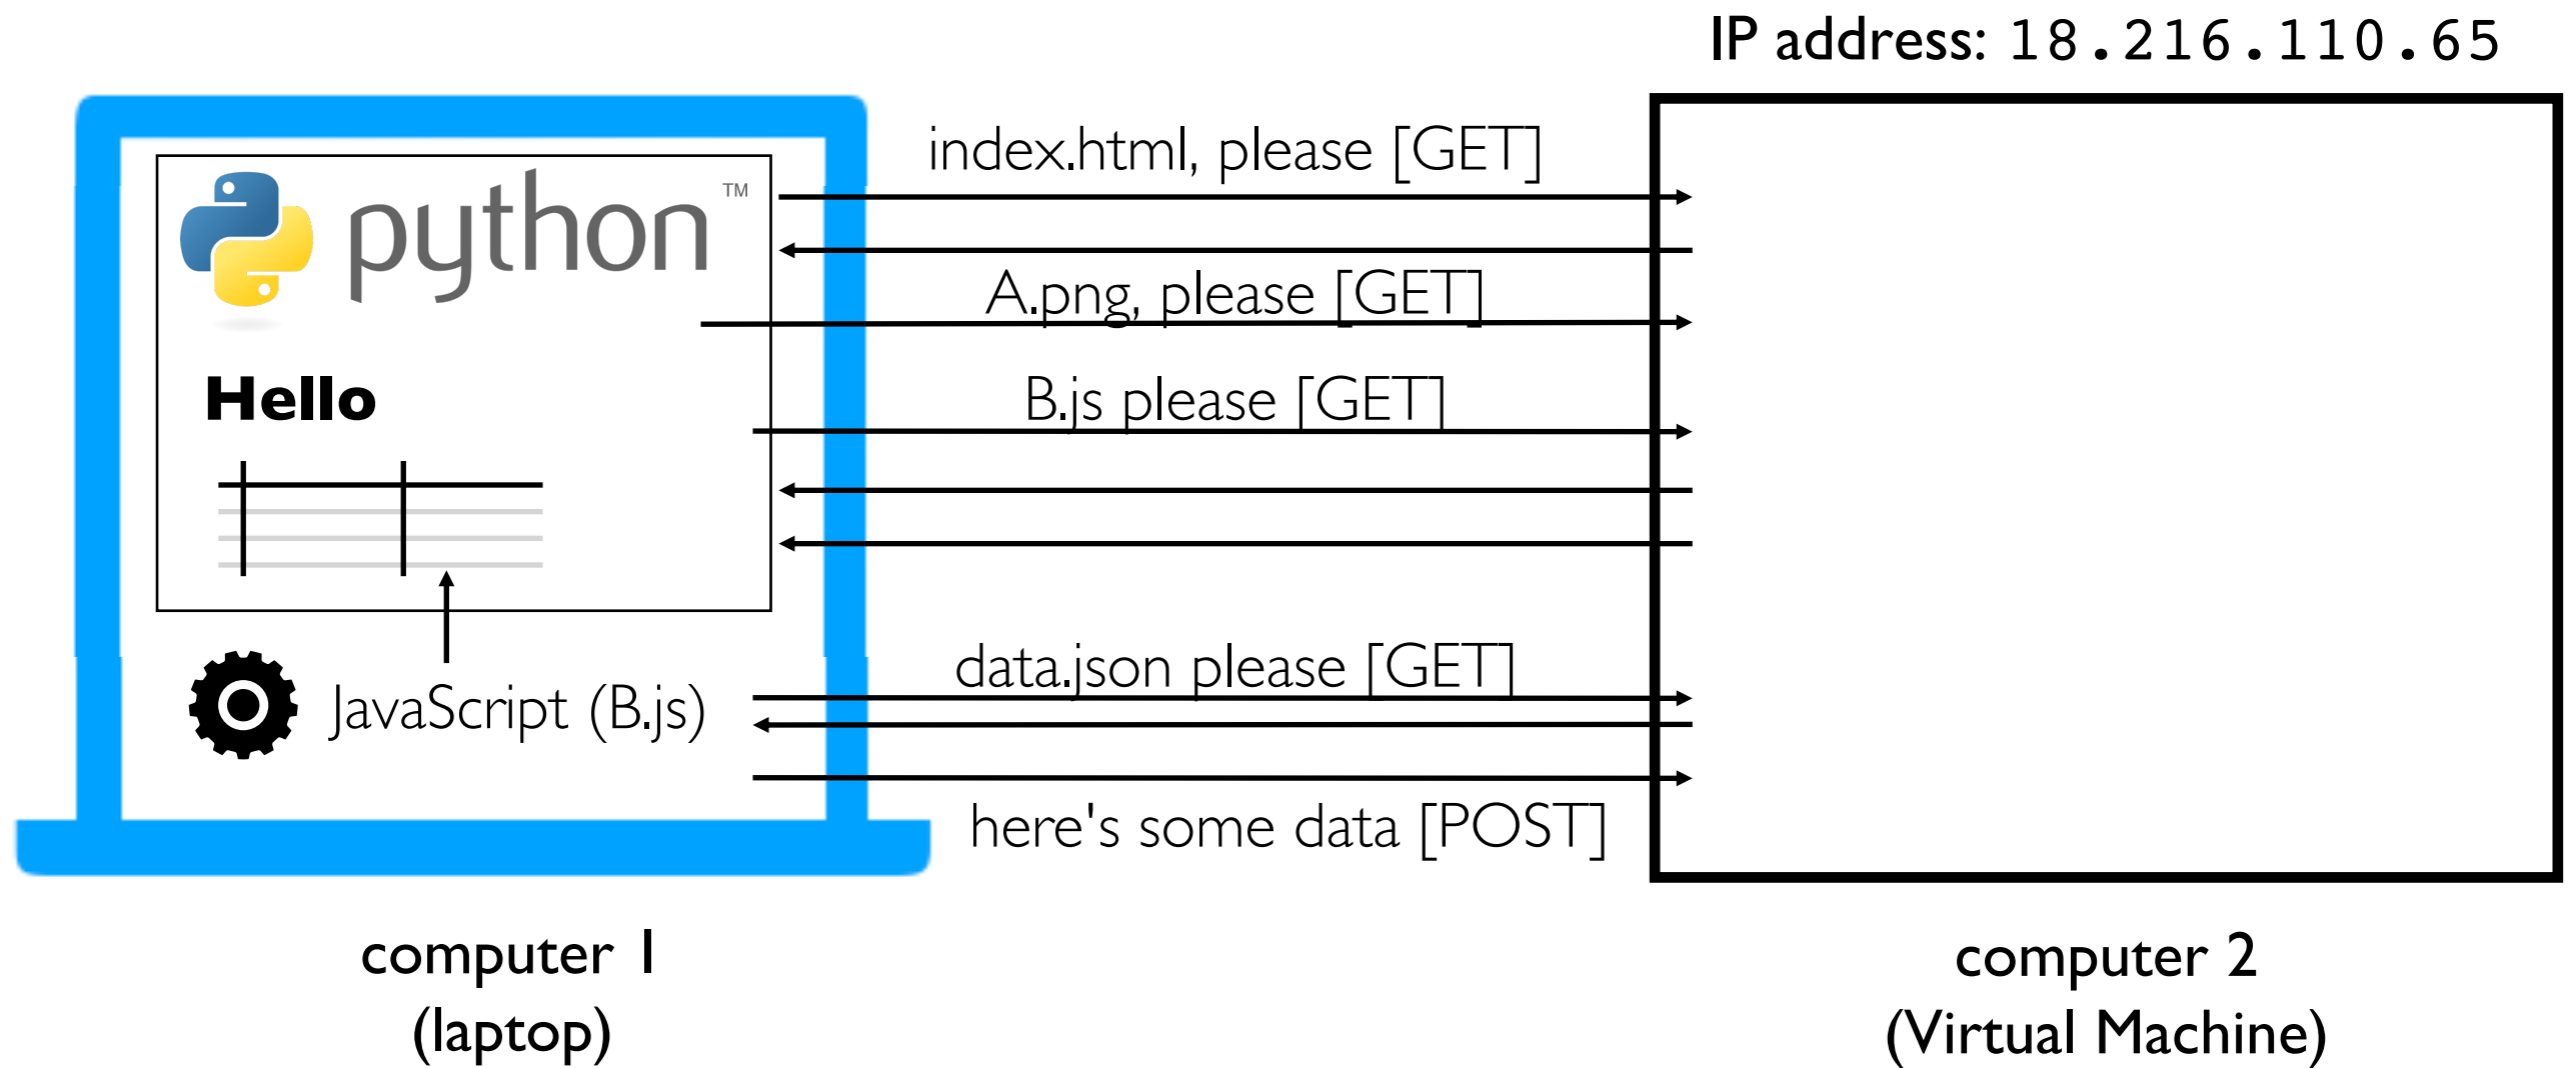 IP address: 18.216.110.65
python™
index.html, please [GET]
A.png, please [GET]
Hello
B.js please [GET]
JavaScript (B.js)
data.json please [GET]
here's some data [POST]
computer 1
(laptop)
computer 2
(Virtual Machine)